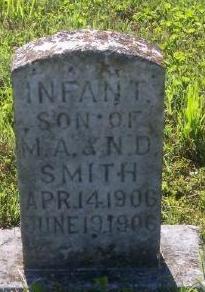 INFANT.
SON OF
M.A. & N.D.
SMITH
APR.14.1906
JUNE 19.1906